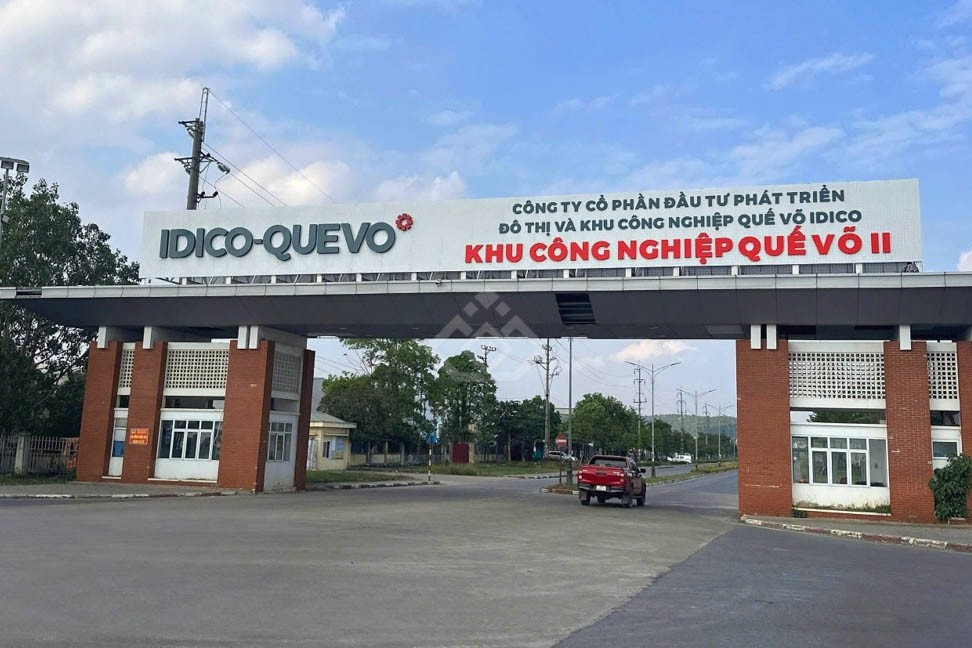 IDICO-QUEVO
CÔNG TY CỔ PHẦN ĐẦU TƯ PHÁT TRIỂN
ĐÔ THỊ VÀ KHU CÔNG NGHIỆP QUẾ VÕ IDICO
KHU CÔNG NGHIỆP QUẾ VÕ II